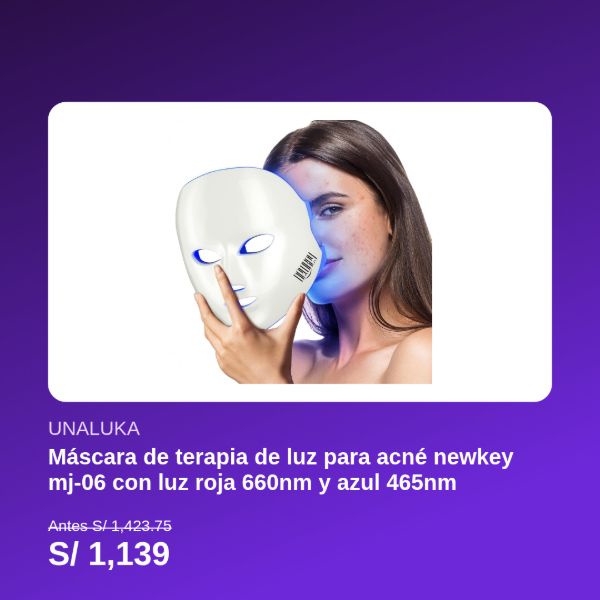 UNALUKA
Máscara de terapia de luz para acné newkey
mj-06 con luz roja 660nm y azul 465nm
Antes S/ 1,423.75
S/ 1,139